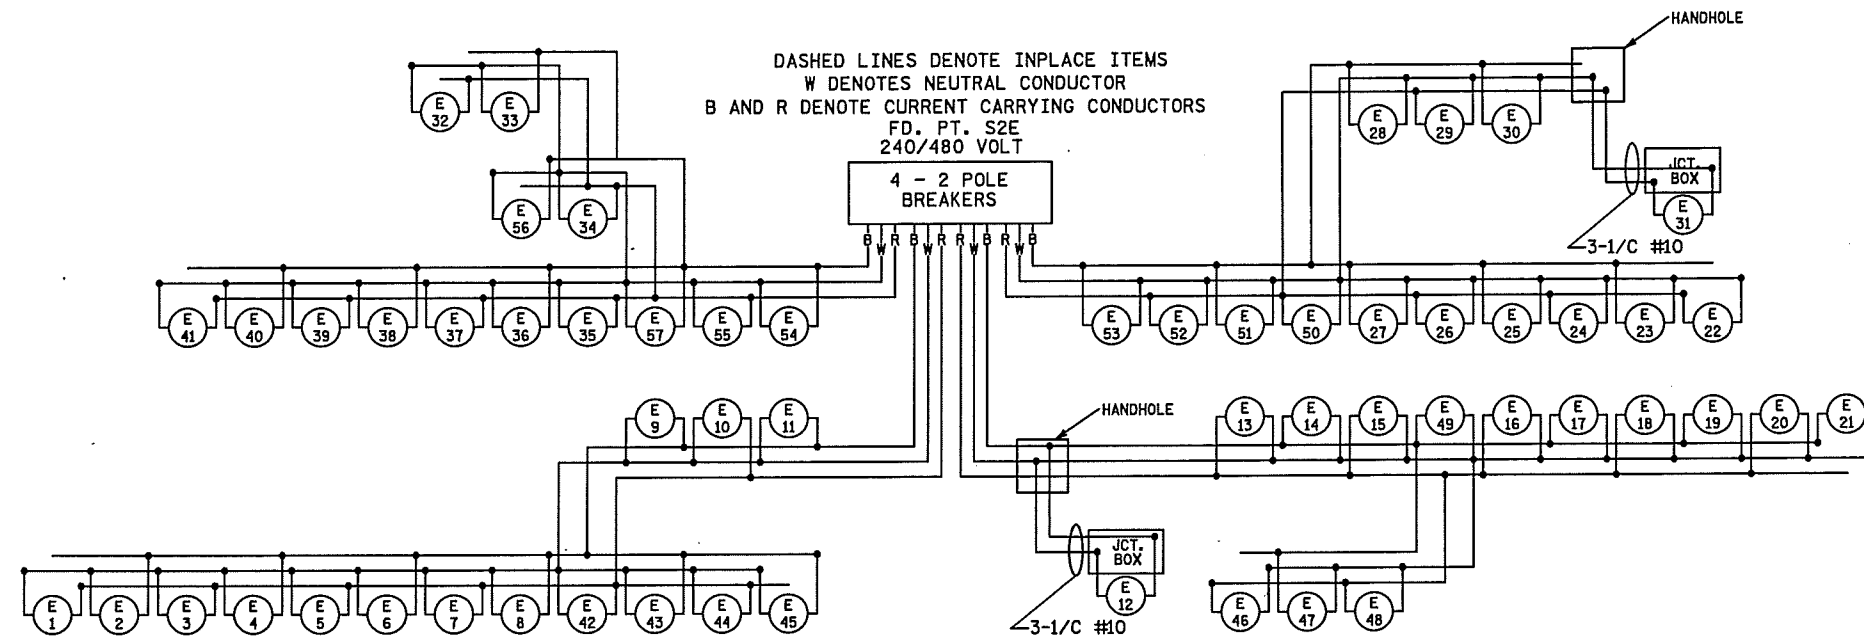 HANDHOLE
DASHED LINES DENOTE INPLACE ITEMS
W DENOTES NEUTRAL CONDUCTOR
B AND R DENOTE CURRENT CARRYING CONDUCTORS
FD. PT. S2E
240/480 VOLT
4 - 2 POLE
BREAKERS
B W R B W R R W B R W B
E 32
E 33
E 28
E 29
E 30
JCT.
BOX
E 31
3-1/C #10
E 56
E 34
E 41
E 40
E 39
E 38
E 37
E 36
E 35
E 57
E 55
E 54
E 53
E 52
E 51
E 50
E 27
E 26
E 25
E 24
E 23
E 22
E 9
E 10
E 11
HANDHOLE
E 13
E 14
E 15
E 49
E 16
E 17
E 18
E 19
E 20
E 21
JCT.
BOX
E 12
3-1/C #10
E 1
E 2
E 3
E 4
E 5
E 6
E 7
E 8
E 42
E 43
E 44
E 45
E 46
E 47
E 48